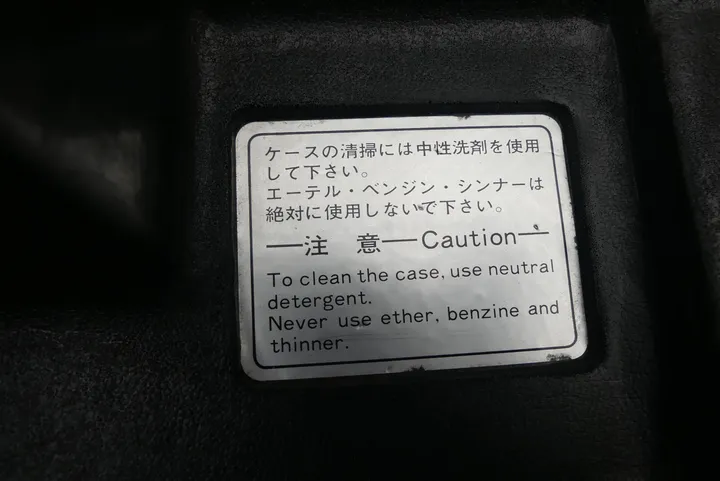 ケースの清掃には中性洗剤を使用
して下さい。
エーテル・ベンジン・シンナーは
絶対に使用しないで下さい。
注 意 Caution
To clean the case, use neutral
detergent.
Never use ether, benzine and
thinner.